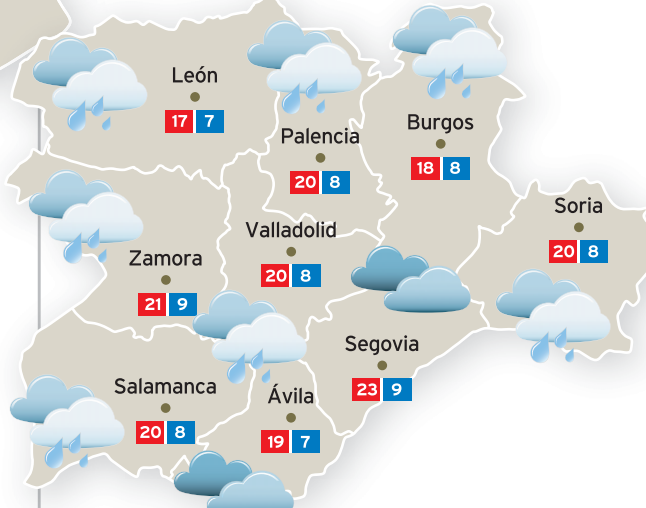 León
17 7
Palencia
20 8
Burgos
18 8
Soria
20 8
Valladolid
20 8
Zamora
21 9
Segovia
23 9
Salamanca
20 8
Ávila
19 7